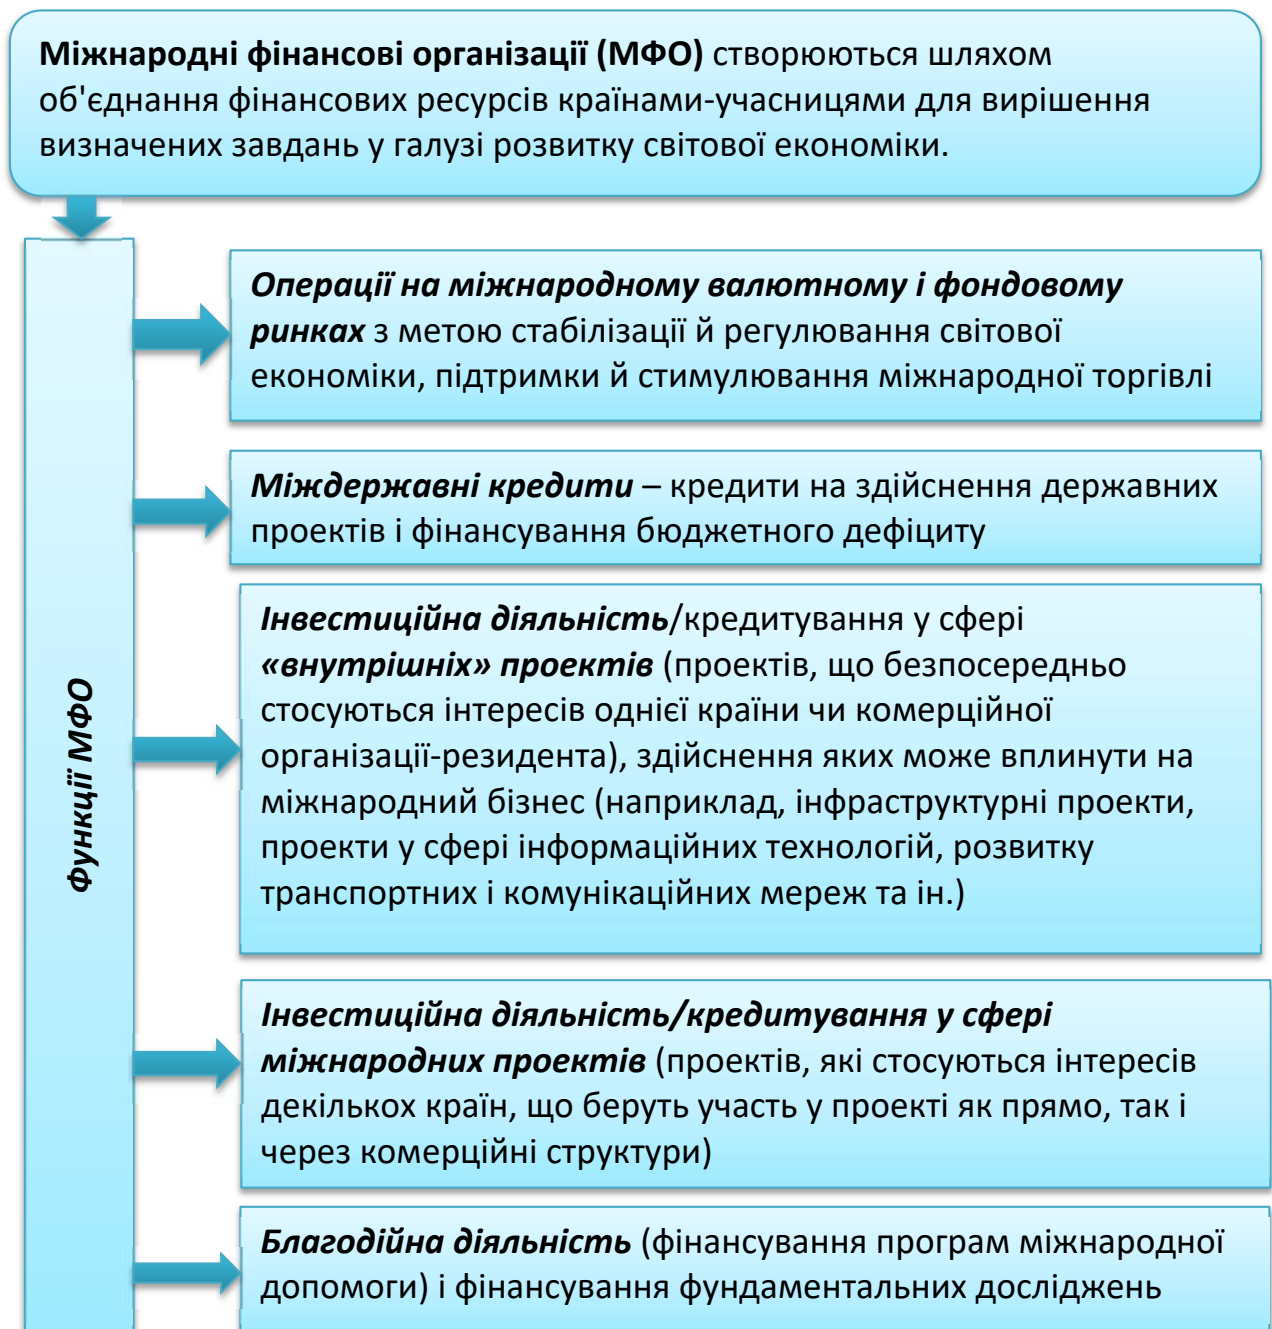 Міжнародні фінансові організації (МФО) створюються шляхом
об'єднання фінансових ресурсів країнами-учасницями для вирішення
визначених завдань у галузі розвитку світової економіки.
Функції МФО
Операції на міжнародному валютному і фондовому
ринках з метою стабілізації й регулювання світової
економіки, підтримки й стимулювання міжнародної торгівлі
Міждержавні кредити – кредити на здійснення державних
проектів і фінансування бюджетного дефіциту
Інвестиційна діяльність/кредитування у сфері
«внутрішніх» проектів (проектів, що безпосередньо
стосуються інтересів однієї країни чи комерційної
організації-резидента), здійснення яких може вплинути на
міжнародний бізнес (наприклад, інфраструктурні проекти,
проекти у сфері інформаційних технологій, розвитку
транспортних і комунікаційних мереж та ін.)
Інвестиційна діяльність/кредитування у сфері
міжнародних проектів (проектів, які стосуються інтересів
декількох країн, що беруть участь у проекті як прямо, так і
через комерційні структури)
Благодійна діяльність (фінансування програм міжнародної
допомоги) і фінансування фундаментальних досліджень